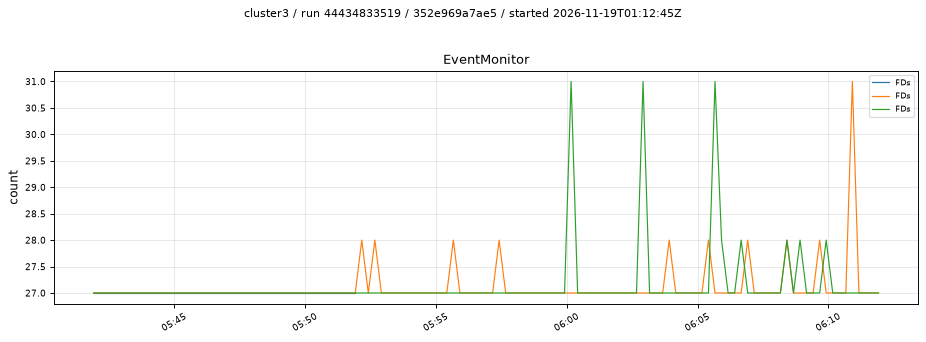 cluster3 / run 44434833519 / 352e969a7ae5 / started 2026-11-19T01:12:45Z
EventMonitor
31.0
30.5
30.0
29.5
29.0
28.5
28.0
27.5
27.0
count
FDs
FDs
FDs
05:45
05:50
05:55
06:00
06:05
06:10